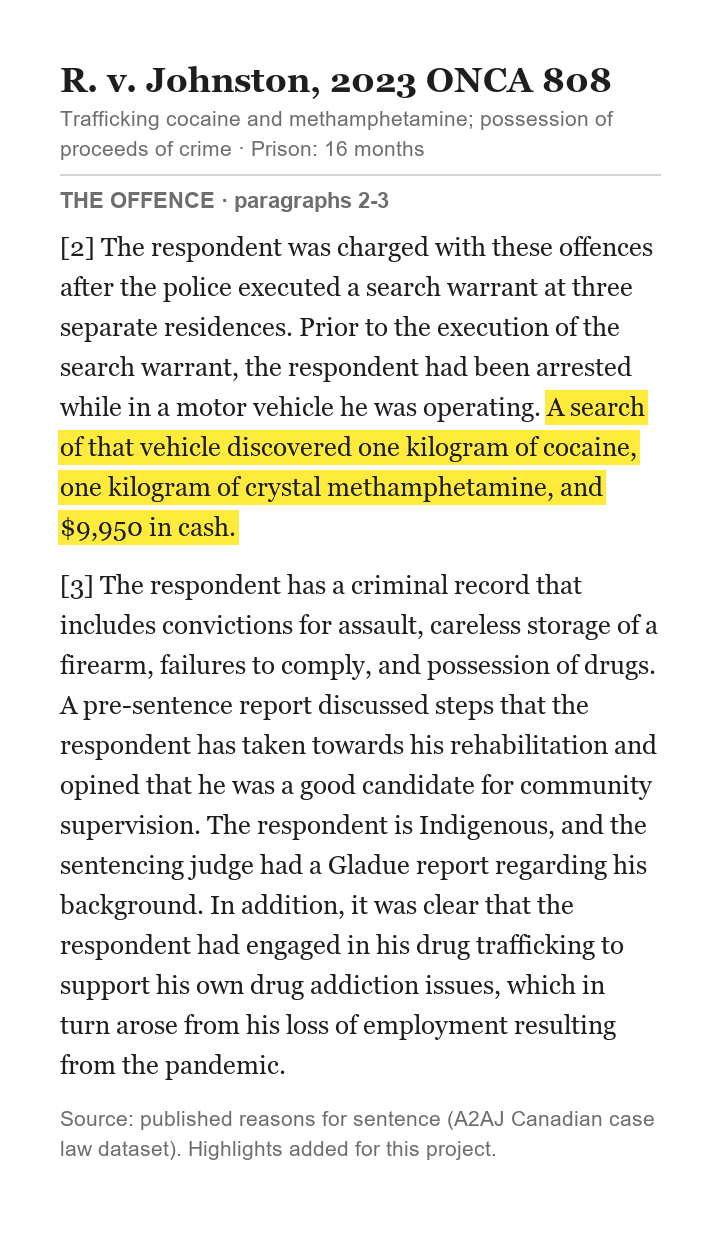 R. v. Johnston, 2023 ONCA 808
Trafficking cocaine and methamphetamine; possession of
proceeds of crime · Prison: 16 months
THE OFFENCE · paragraphs 2-3
[2] The respondent was charged with these offences
after the police executed a search warrant at three
separate residences. Prior to the execution of the
search warrant, the respondent had been arrested
while in a motor vehicle he was operating. A search
of that vehicle discovered one kilogram of cocaine,
one kilogram of crystal methamphetamine, and
$9,950 in cash.
[3] The respondent has a criminal record that
includes convictions for assault, careless storage of a
firearm, failures to comply, and possession of drugs.
A pre-sentence report discussed steps that the
respondent has taken towards his rehabilitation and
opined that he was a good candidate for community
supervision. The respondent is Indigenous, and the
sentencing judge had a Gladue report regarding his
background. In addition, it was clear that the
respondent had engaged in his drug trafficking to
support his own drug addiction issues, which in
turn arose from his loss of employment resulting
from the pandemic.
Source: published reasons for sentence (A2AJ Canadian case
law dataset). Highlights added for this project.